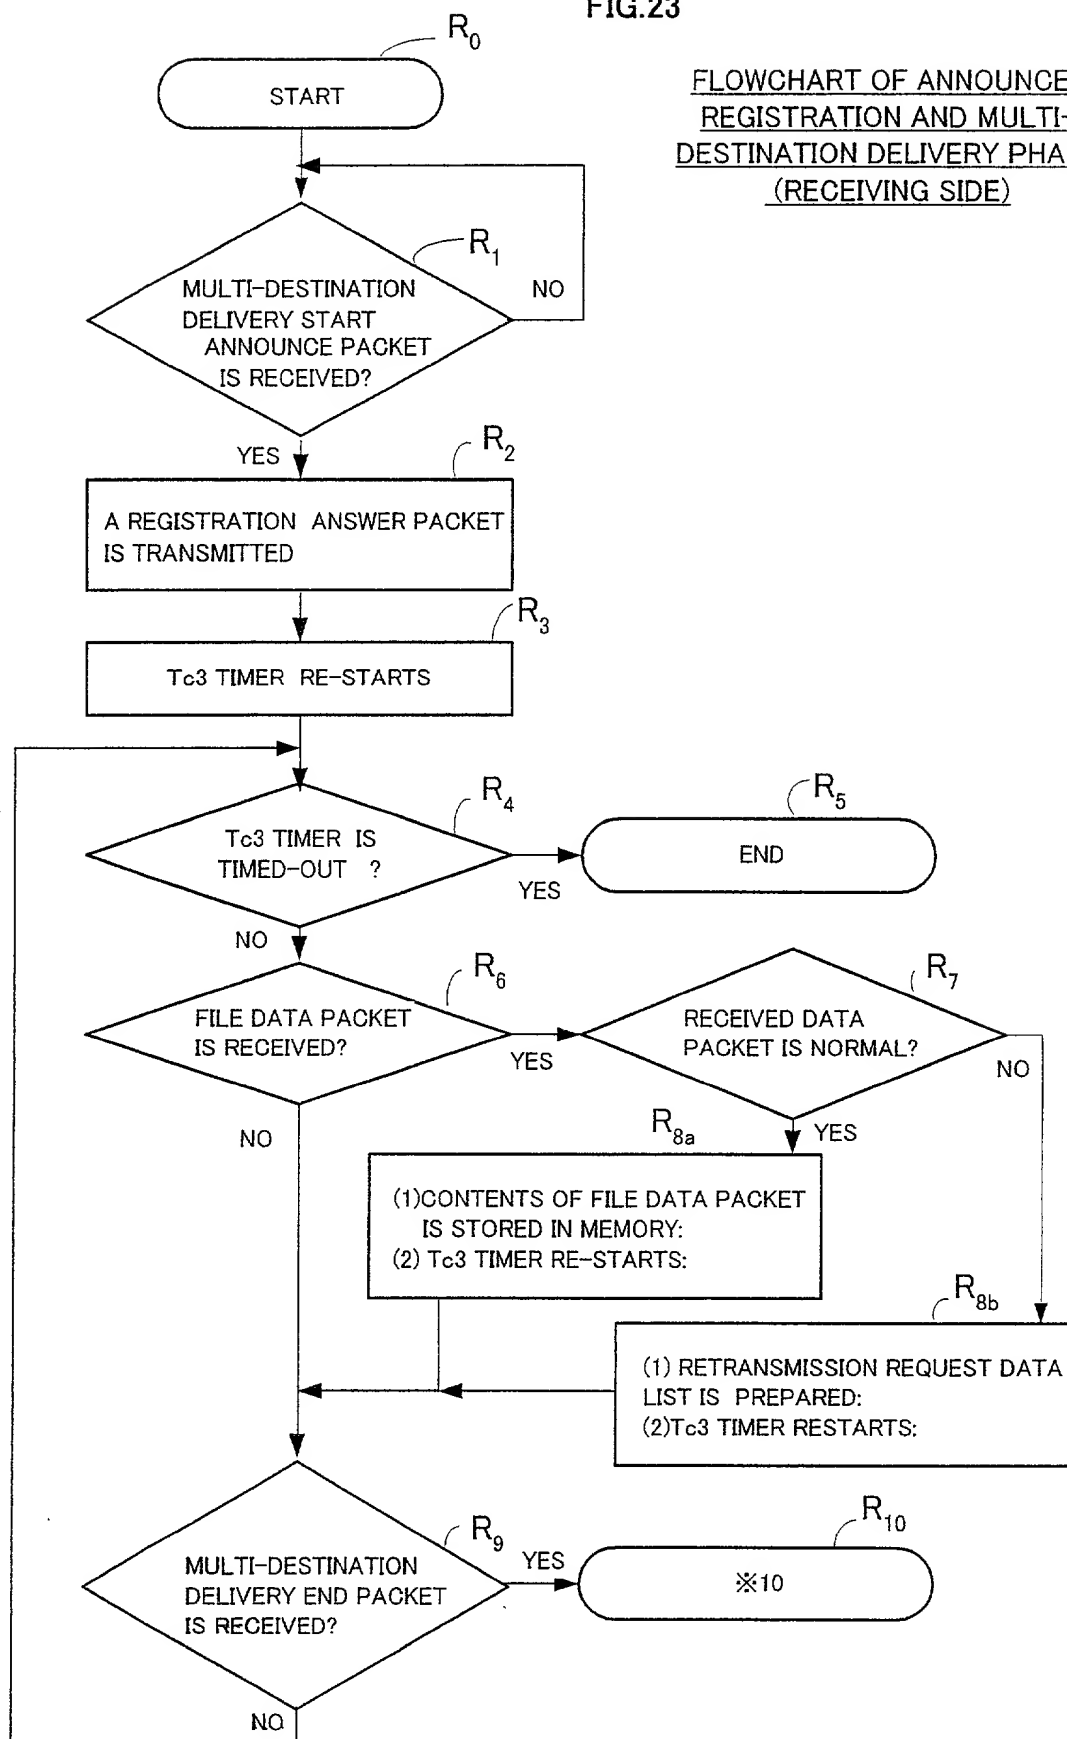 FIG.23
FLOWCHART OF ANNOUNCE
REGISTRATION AND MULTI-
DESTINATION DELIVERY PHA
(RECEIVING SIDE)
R0
START
R1
MULTI-DESTINATION
DELIVERY START
ANNOUNCE PACKET
IS RECEIVED?
NO
YES
R2
A REGISTRATION ANSWER PACKET
IS TRANSMITTED
R3
Tc3 TIMER RE-STARTS
R4
Tc3 TIMER IS
TIMED-OUT ?
YES
R5
END
NO
R6
FILE DATA PACKET
IS RECEIVED?
YES
R7
RECEIVED DATA
PACKET IS NORMAL?
NO
NO
YES
R8a
(1)CONTENTS OF FILE DATA PACKET
IS STORED IN MEMORY:
(2) Tc3 TIMER RE-STARTS:
R8b
(1) RETRANSMISSION REQUEST DATA
LIST IS PREPARED:
(2)Tc3 TIMER RESTARTS:
R9
MULTI-DESTINATION
DELIVERY END PACKET
IS RECEIVED?
YES
R10
※10
NO